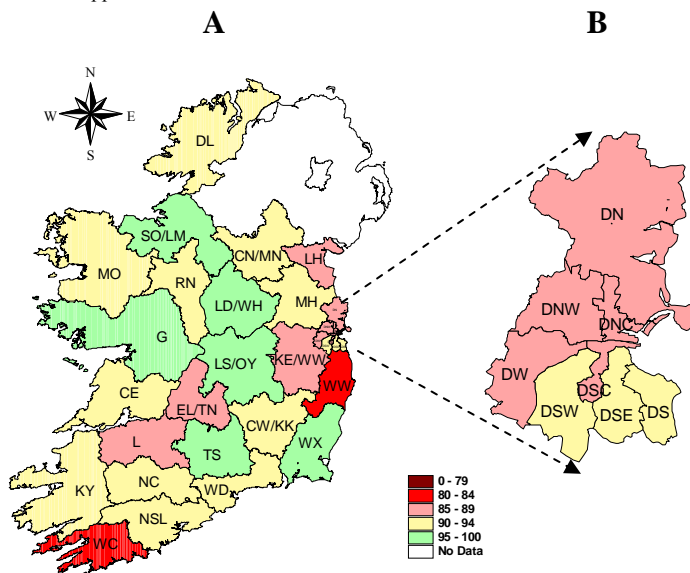 A
B
N
W
E
S
DL
SO/LM
CN/MN
LH
MO
RN
LD/WH
MH
G
LS/OY
KE/WW
WW
CE
EL/TN
CW/KK
WX
L
TS
KY
NC
WD
NSL
WC
DN
DNW
DNC
DW
DSC
DSW
DSE
DS
0 - 79
80 - 84
85 - 89
90 - 94
95 - 100
No Data